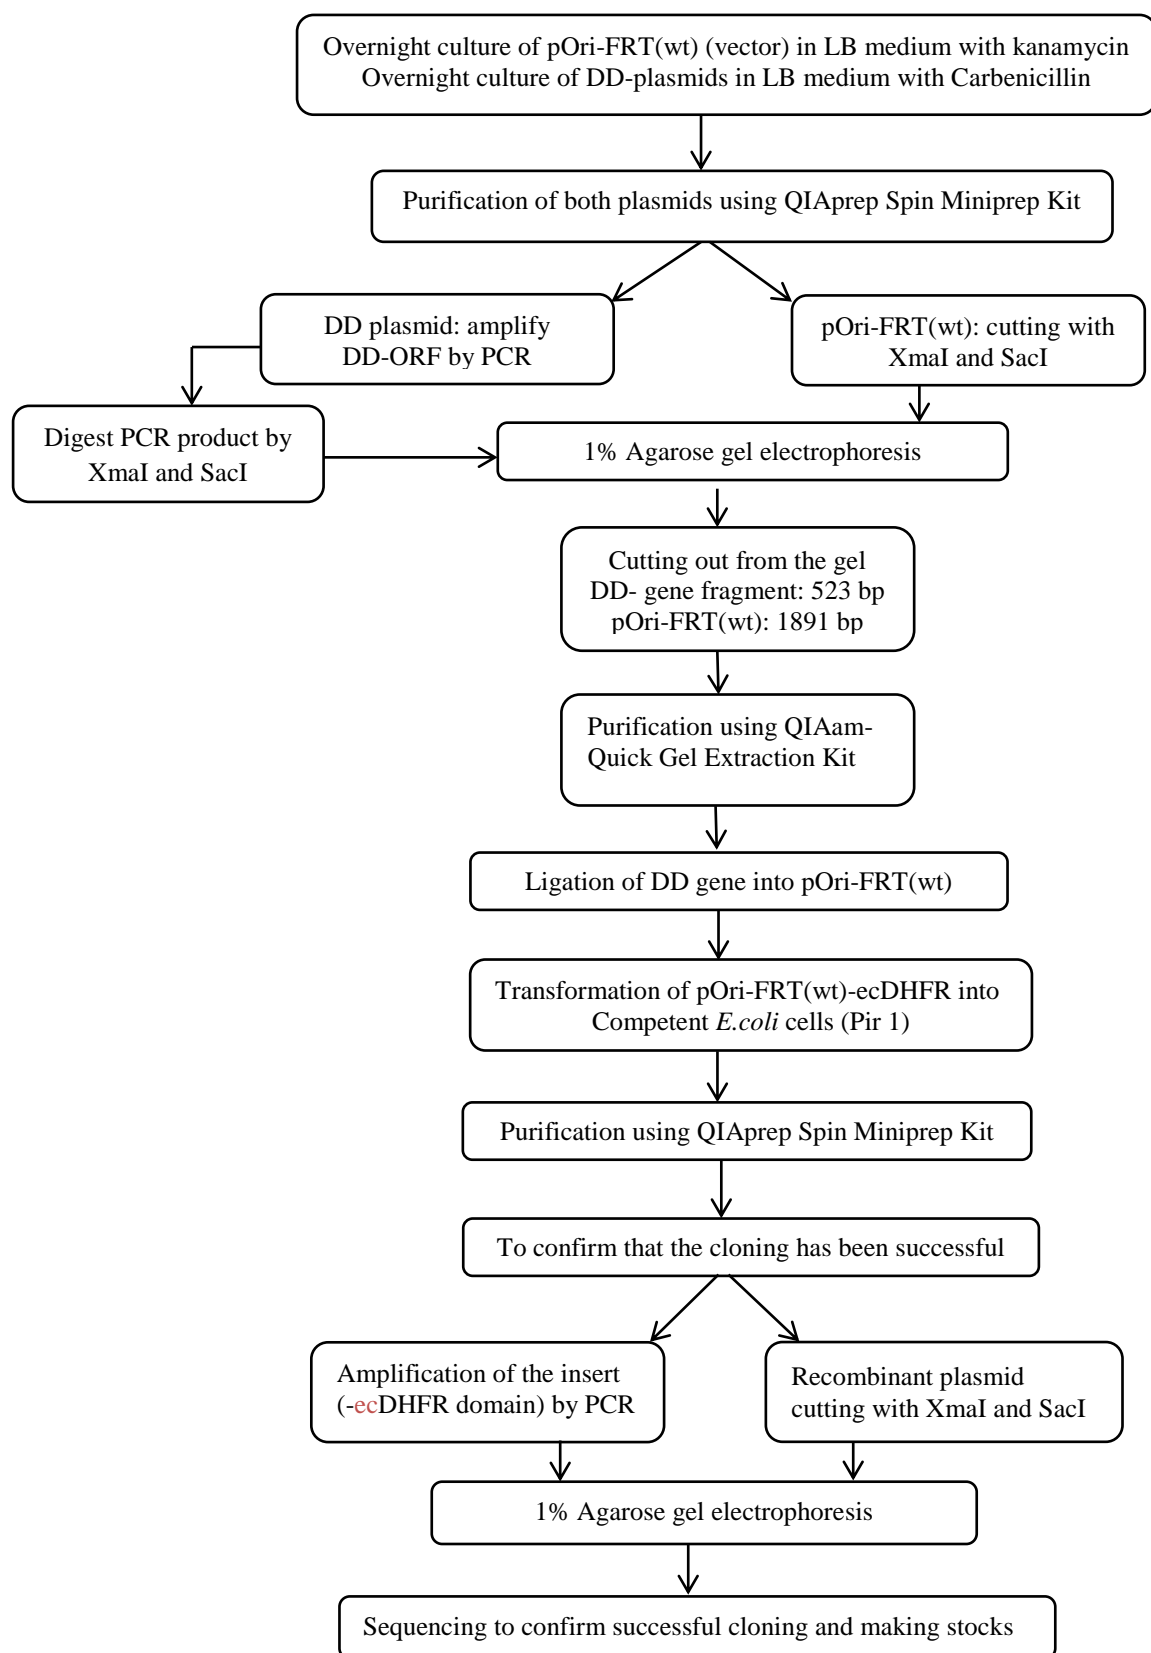 Overnight culture of pOri-FRT(wt) (vector) in LB medium with kanamycin
Overnight culture of DD-plasmids in LB medium with Carbenicillin
Purification of both plasmids using QIAprep Spin Miniprep Kit
DD plasmid: amplify
DD-ORF by PCR
pOri-FRT(wt): cutting with
XmaI and SacI
Digest PCR product by
XmaI and SacI
1% Agarose gel electrophoresis
Cutting out from the gel
DD- gene fragment: 523 bp
pOri-FRT(wt): 1891 bp
Purification using QIAam-
Quick Gel Extraction Kit
Ligation of DD gene into pOri-FRT(wt)
Transformation of pOri-FRT(wt)-ecDHFR into
Competent E.coli cells (Pir 1)
Purification using QIAprep Spin Miniprep Kit
To confirm that the cloning has been successful
Amplification of the insert
(-ecDHFR domain) by PCR
Recombinant plasmid
cutting with XmaI and SacI
1% Agarose gel electrophoresis
Sequencing to confirm successful cloning and making stocks